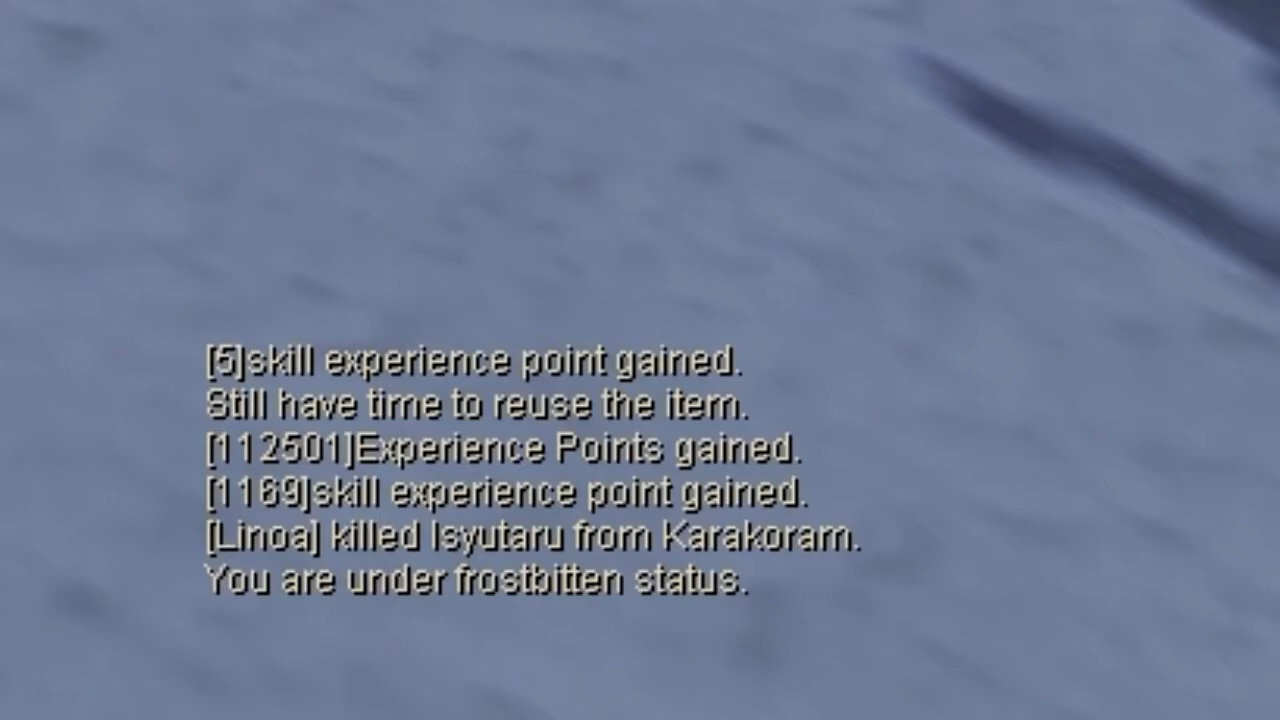 [5]skill experience point gained.
Still have time to reuse the item.
[112501]Experience Points gained.
[1169]skill experience point gained.
[Linoa] killed Isyutaru from Karakoram.
You are under frostbitten status.